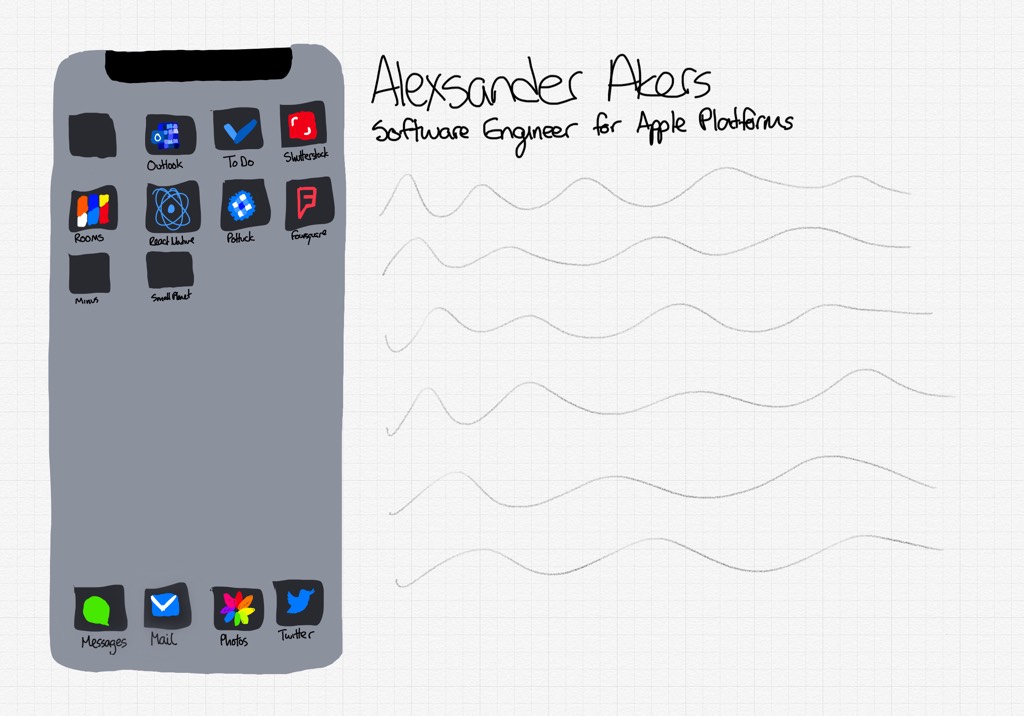 Alexsander Akers
Software Engineer for Apple Platforms
Outlook To Do Shutterstock
ROOMS React Native Potluck Foursquare
Minus Small Planet
Messages Mail Photos Twitter